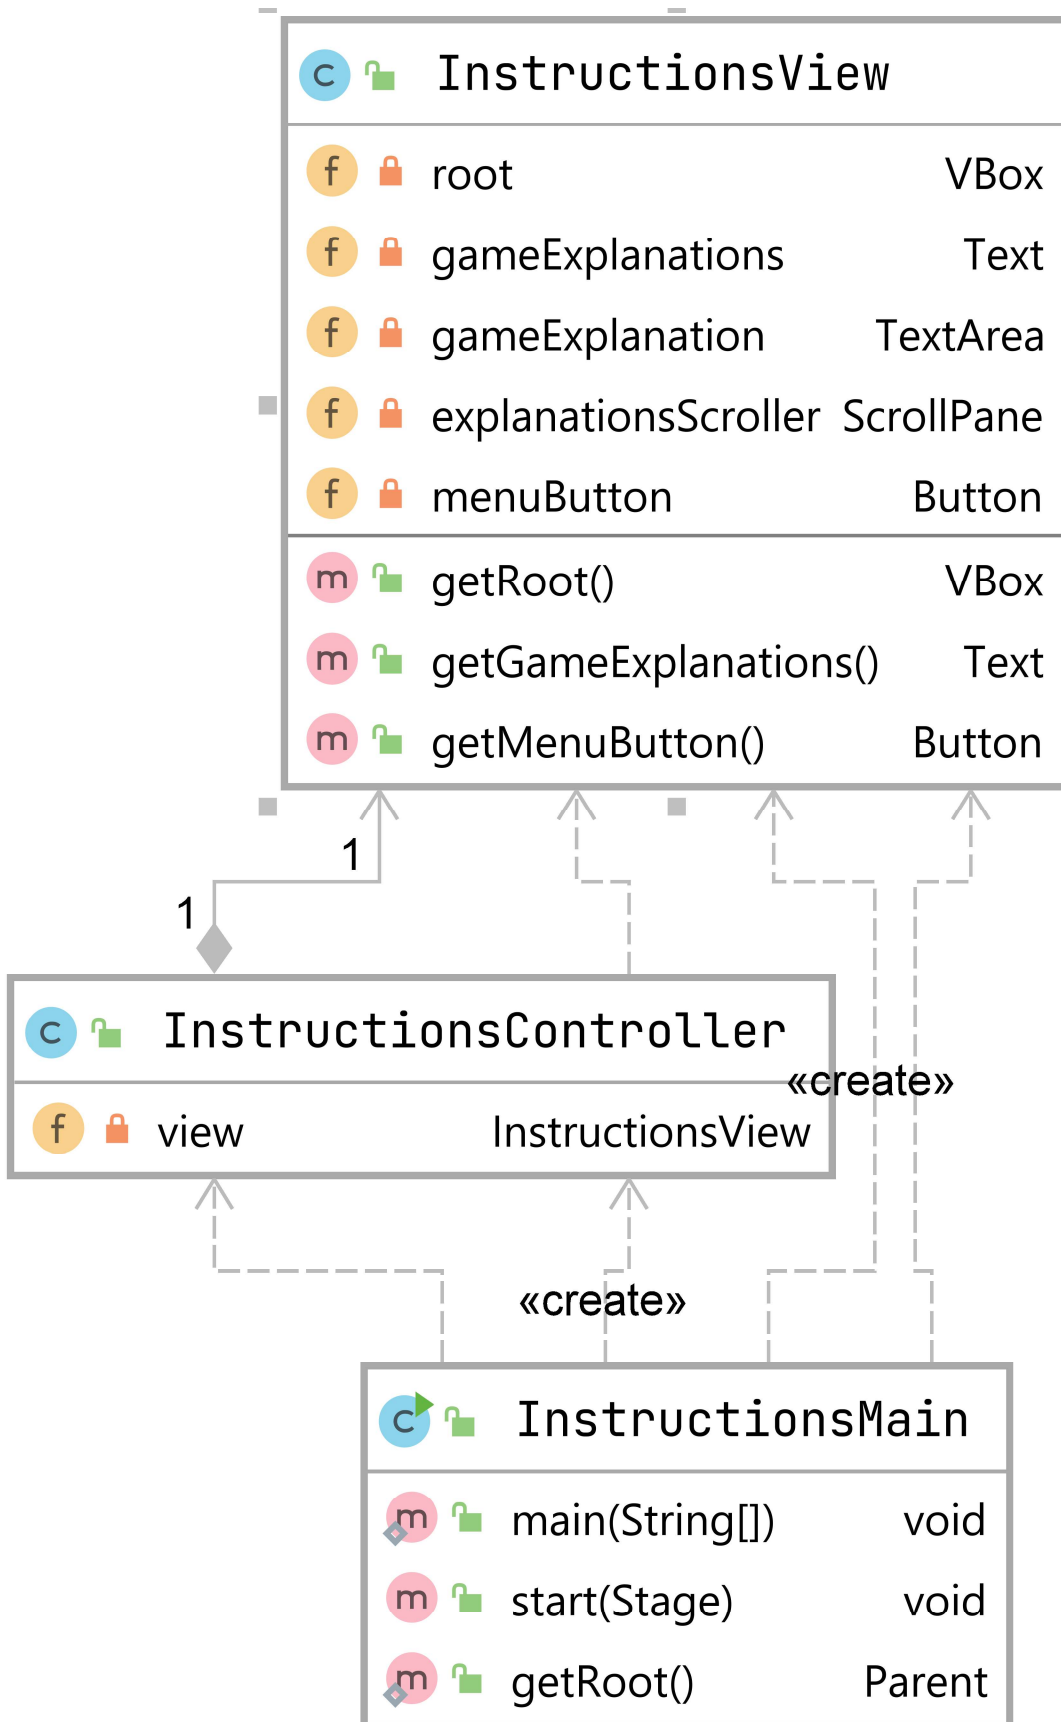 C InstructionsView
f root VBox
f gameExplanations Text
f gameExplanation TextArea
f explanationsScroller ScrollPane
f menuButton Button
m getRoot() VBox
m getGameExplanations() Text
m getMenuButton() Button
1
1
C InstructionsController
«create»
f view InstructionsView
«create»
C InstructionsMain
m main(String[]) void
m start(Stage) void
m getRoot() Parent